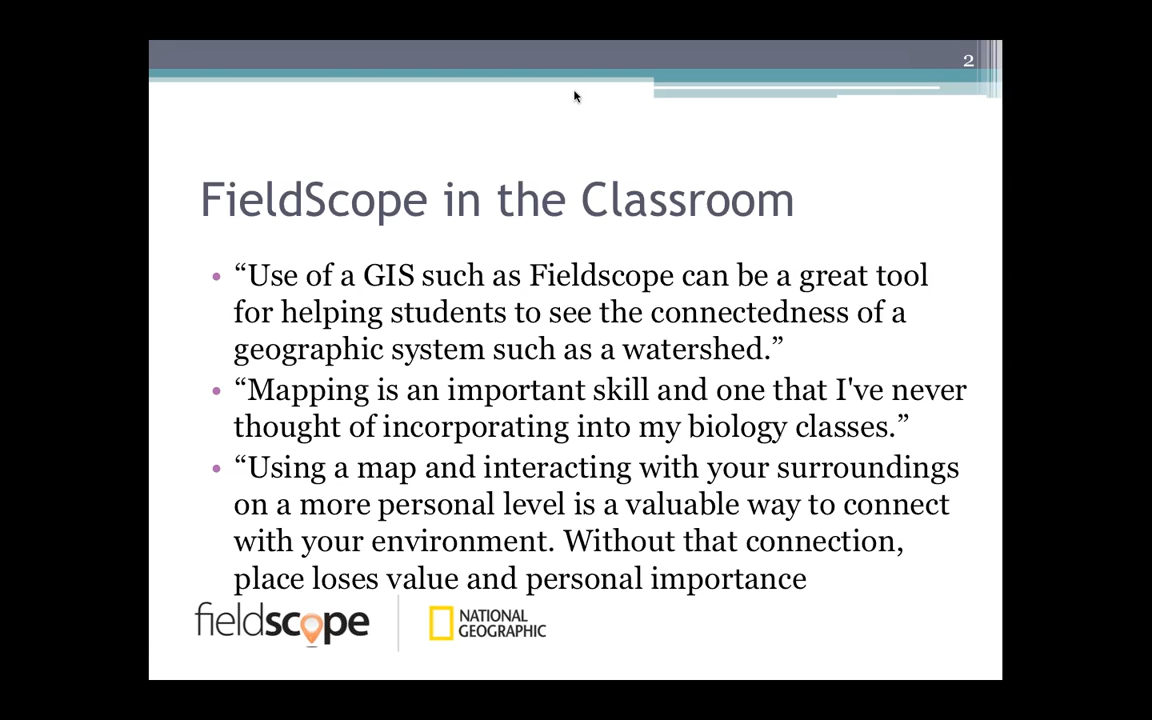 2
FieldScope in the Classroom
• “Use of a GIS such as Fieldscope can be a great tool
for helping students to see the connectedness of a
geographic system such as a watershed.”
• “Mapping is an important skill and one that I've never
thought of incorporating into my biology classes.”
• “Using a map and interacting with your surroundings
on a more personal level is a valuable way to connect
with your environment. Without that connection,
place loses value and personal importance
fieldscope
NATIONAL
GEOGRAPHIC